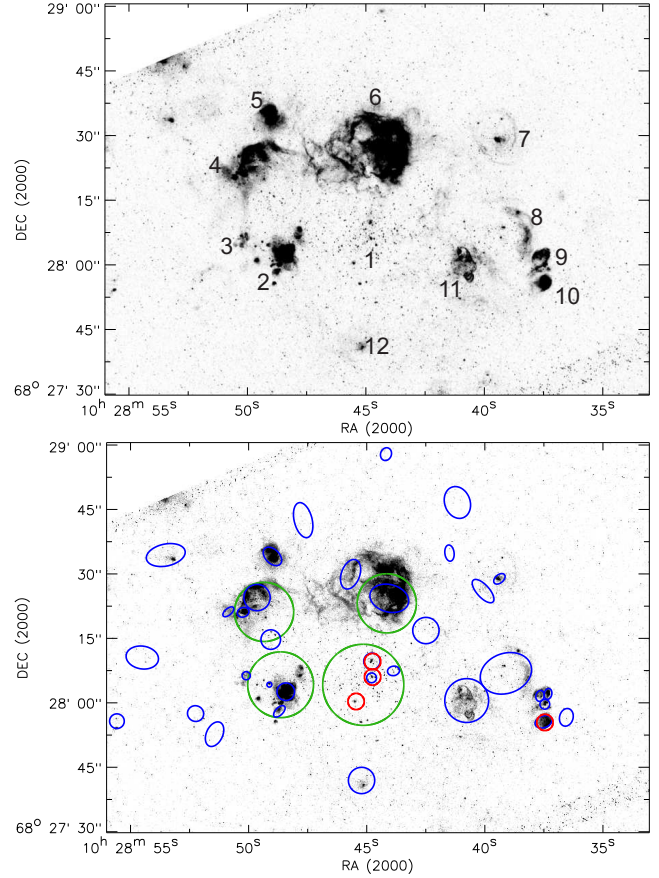 29' 00''
45''
30''
15''
28' 00''
45''
68° 27' 30''
DEC (2000)
5
6
7
4
8
3
1
9
2
11
10
12
10ʰ 28ᵐ 55ˢ
50ˢ
45ˢ
40ˢ
35ˢ
RA (2000)
29' 00''
45''
30''
15''
28' 00''
45''
68° 27' 30''
DEC (2000)
10ʰ 28ᵐ 55ˢ
50ˢ
45ˢ
40ˢ
35ˢ
RA (2000)